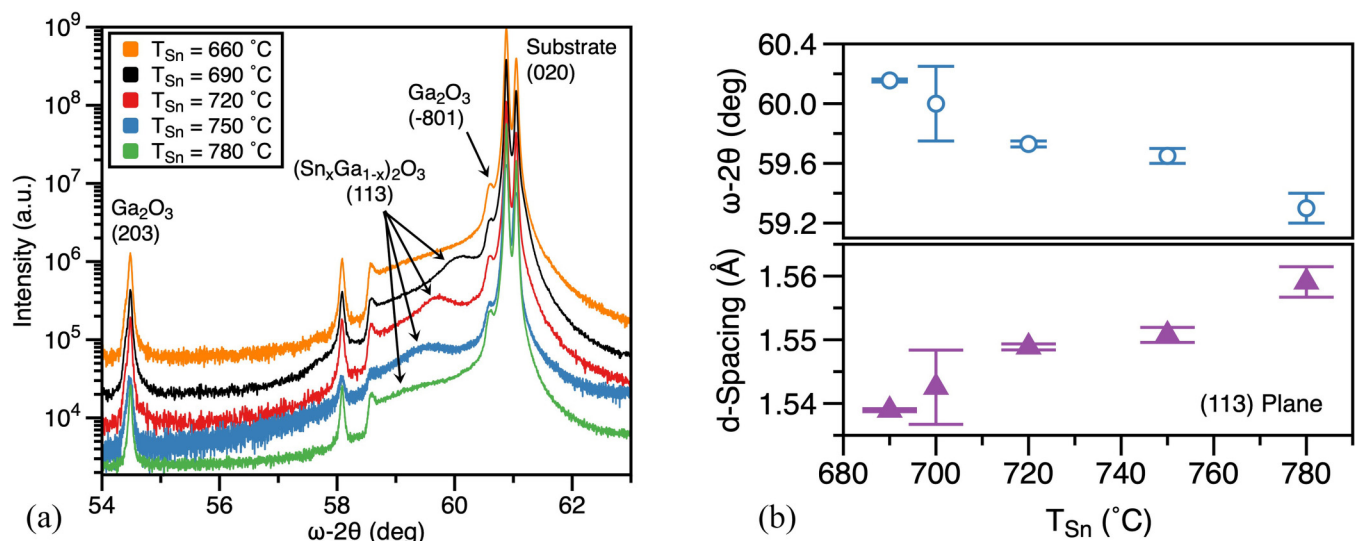 10⁹
10⁸
10⁷
10⁶
10⁵
10⁴
Intensity (a.u.)
T_Sn = 660 ˚C
T_Sn = 690 ˚C
T_Sn = 720 ˚C
T_Sn = 750 ˚C
T_Sn = 780 ˚C
Substrate
(020)
Ga₂O₃
(-801)
(SnₓGa₁₋ₓ)₂O₃
(113)
Ga₂O₃
(203)
54
56
58
60
62
ω-2θ (deg)
(a)
60.4
60.0
59.6
59.2
ω-2θ (deg)
1.56
1.55
1.54
d-Spacing (Å)
(113) Plane
680
700
720
740
760
780
T_Sn (˚C)
(b)